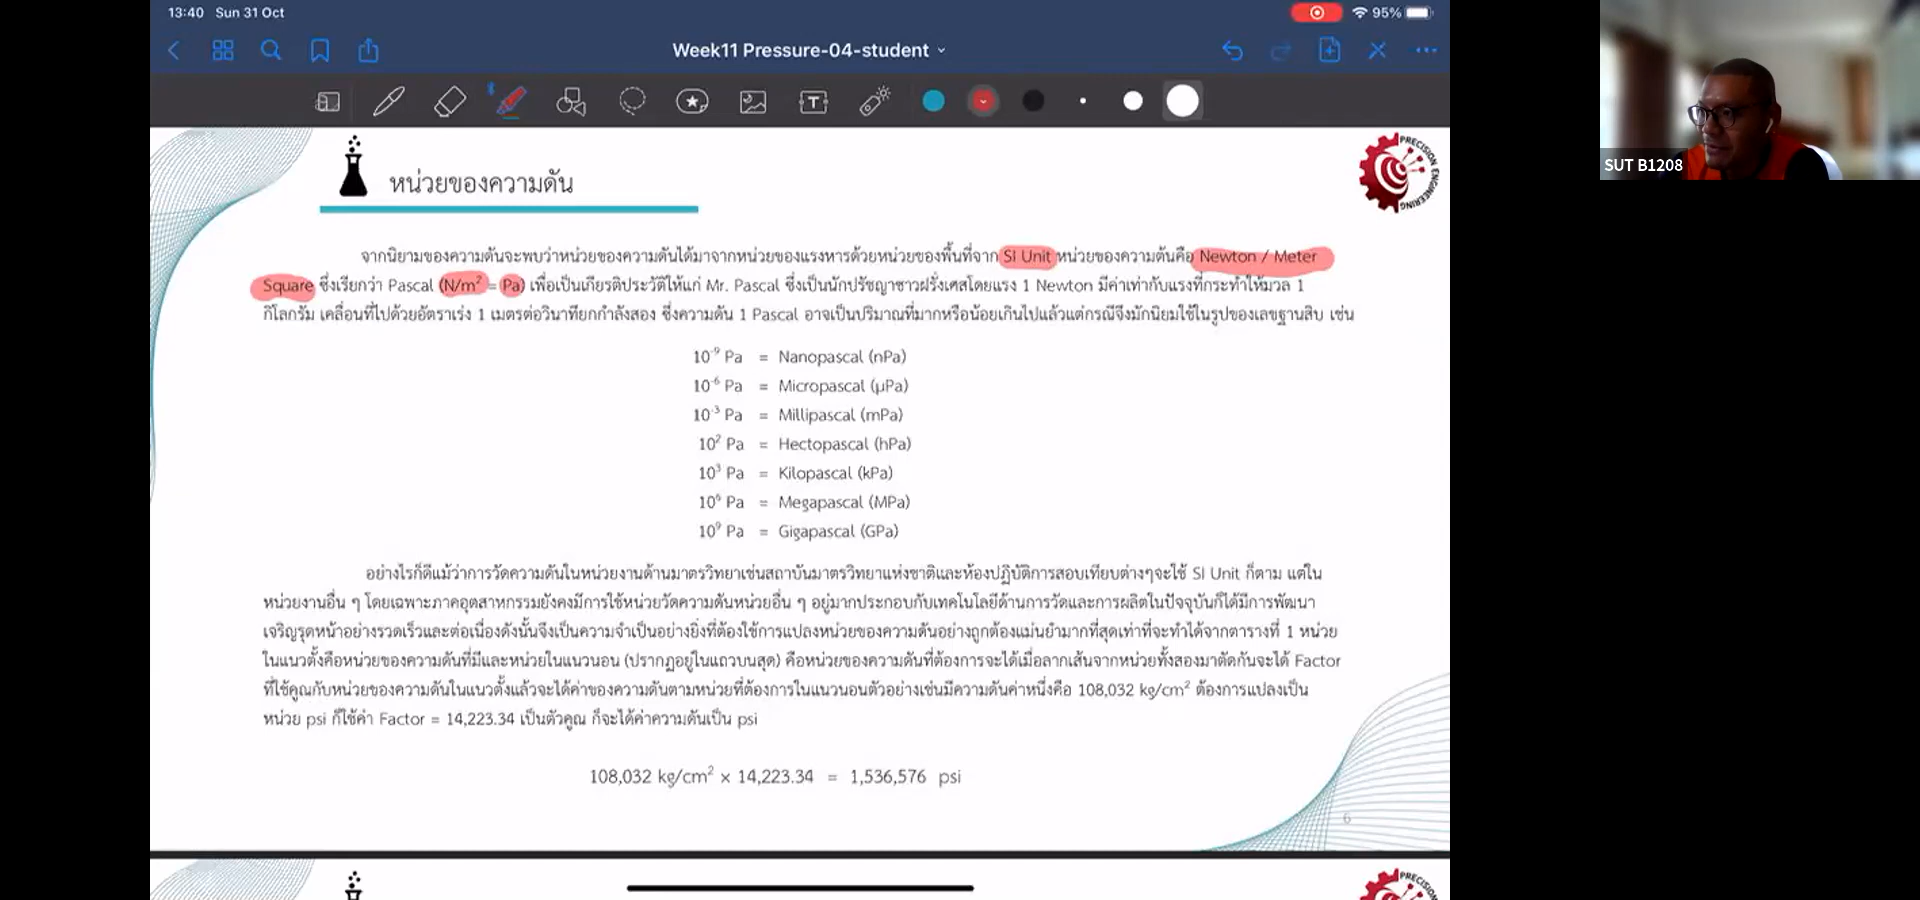 13:40 Sun 31 Oct
95%
Week11 Pressure-04-student
T
SUT B1208
PRECISION ENGINEERING
หน่วยของความดัน
จากนิยามของความดันจะพบว่าหน่วยของความดันได้มาจากหน่วยของแรงหารด้วยหน่วยของพื้นที่จาก SI Unit หน่วยของความดันคือ Newton / Meter
Square ซึ่งเรียกว่า Pascal (N/m² = Pa) เพื่อเป็นเกียรติประวัติให้แก่ Mr. Pascal ซึ่งเป็นนักปรัชญาชาวฝรั่งเศสโดยแรง 1 Newton มีค่าเท่ากับแรงที่กระทำให้มวล 1
กิโลกรัม เคลื่อนที่ไปด้วยอัตราเร่ง 1 เมตรต่อวินาทียกกำลังสอง ซึ่งความดัน 1 Pascal อาจเป็นปริมาณที่มากหรือน้อยเกินไปแล้วแต่กรณีจึงมักนิยมใช้ในรูปของเลขฐานสิบ เช่น
10⁻⁹ Pa = Nanopascal (nPa)
10⁻⁶ Pa = Micropascal (µPa)
10⁻³ Pa = Millipascal (mPa)
10² Pa = Hectopascal (hPa)
10³ Pa = Kilopascal (kPa)
10⁶ Pa = Megapascal (MPa)
10⁹ Pa = Gigapascal (GPa)
อย่างไรก็ดีแม้ว่าการวัดความดันในหน่วยงานด้านมาตรวิทยาเช่นสถาบันมาตรวิทยาแห่งชาติและห้องปฏิบัติการสอบเทียบต่างๆจะใช้ SI Unit ก็ตาม แต่ใน
หน่วยงานอื่น ๆ โดยเฉพาะภาคอุตสาหกรรมยังคงมีการใช้หน่วยวัดความดันหน่วยอื่น ๆ อยู่มากประกอบกับเทคโนโลยีด้านการวัดและการผลิตในปัจจุบันก็ได้มีการพัฒนา
เจริญรุดหน้าอย่างรวดเร็วและต่อเนื่องดังนั้นจึงเป็นความจำเป็นอย่างยิ่งที่ต้องใช้การแปลงหน่วยของความดันอย่างถูกต้องแม่นยำมากที่สุดเท่าที่จะทำได้จากตารางที่ 1 หน่วย
ในแนวตั้งคือหน่วยของความดันที่มีและหน่วยในแนวนอน (ปรากฏอยู่ในแถวบนสุด) คือหน่วยของความดันที่ต้องการจะได้เมื่อลากเส้นจากหน่วยทั้งสองมาตัดกันจะได้ Factor
ที่ใช้คูณกับหน่วยของความดันในแนวตั้งแล้วจะได้ค่าของความดันตามหน่วยที่ต้องการในแนวนอนตัวอย่างเช่นมีความดันค่าหนึ่งคือ 108,032 kg/cm² ต้องการแปลงเป็น
หน่วย psi ก็ใช้ค่า Factor = 14,223.34 เป็นตัวคูณ ก็จะได้ค่าความดันเป็น psi
108,032 kg/cm² × 14,223.34 = 1,536,576 psi
6
PRECIS